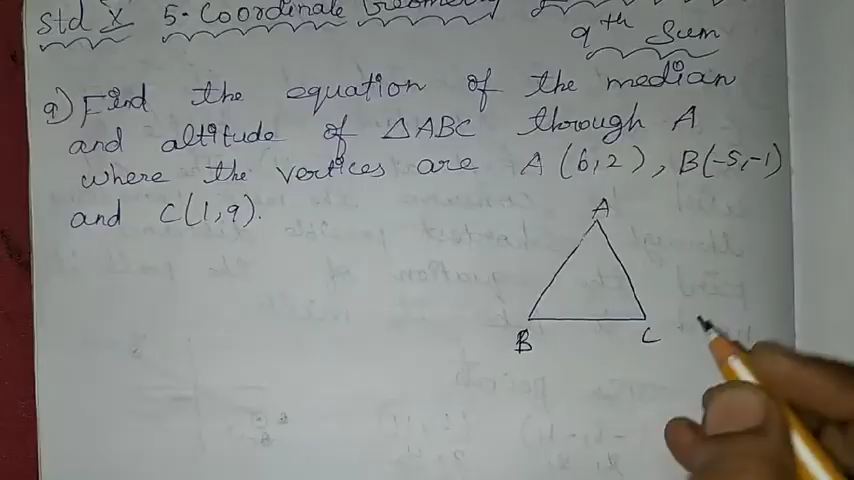 Std X 5-Coordinate Geometry
9th Sum
9) Find the equation of the median
and altitude of △ABC through A
where the vertices are A (6,2), B(-5,-1)
and C(1,9).
A
B C